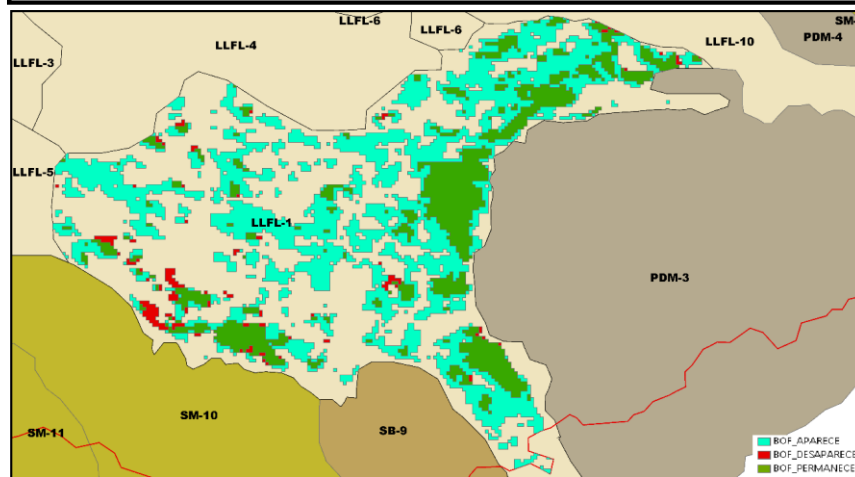 LLFL-6
LLFL-6
SM-
LLFL-4
LLFL-10
PDM-4
LLFL-3
LLFL-5
LLFL-1
PDM-3
SM-10
SB-9
SM-11
BOF_APARECE
BOF_DESAPARECE
BOF_PERMANECE